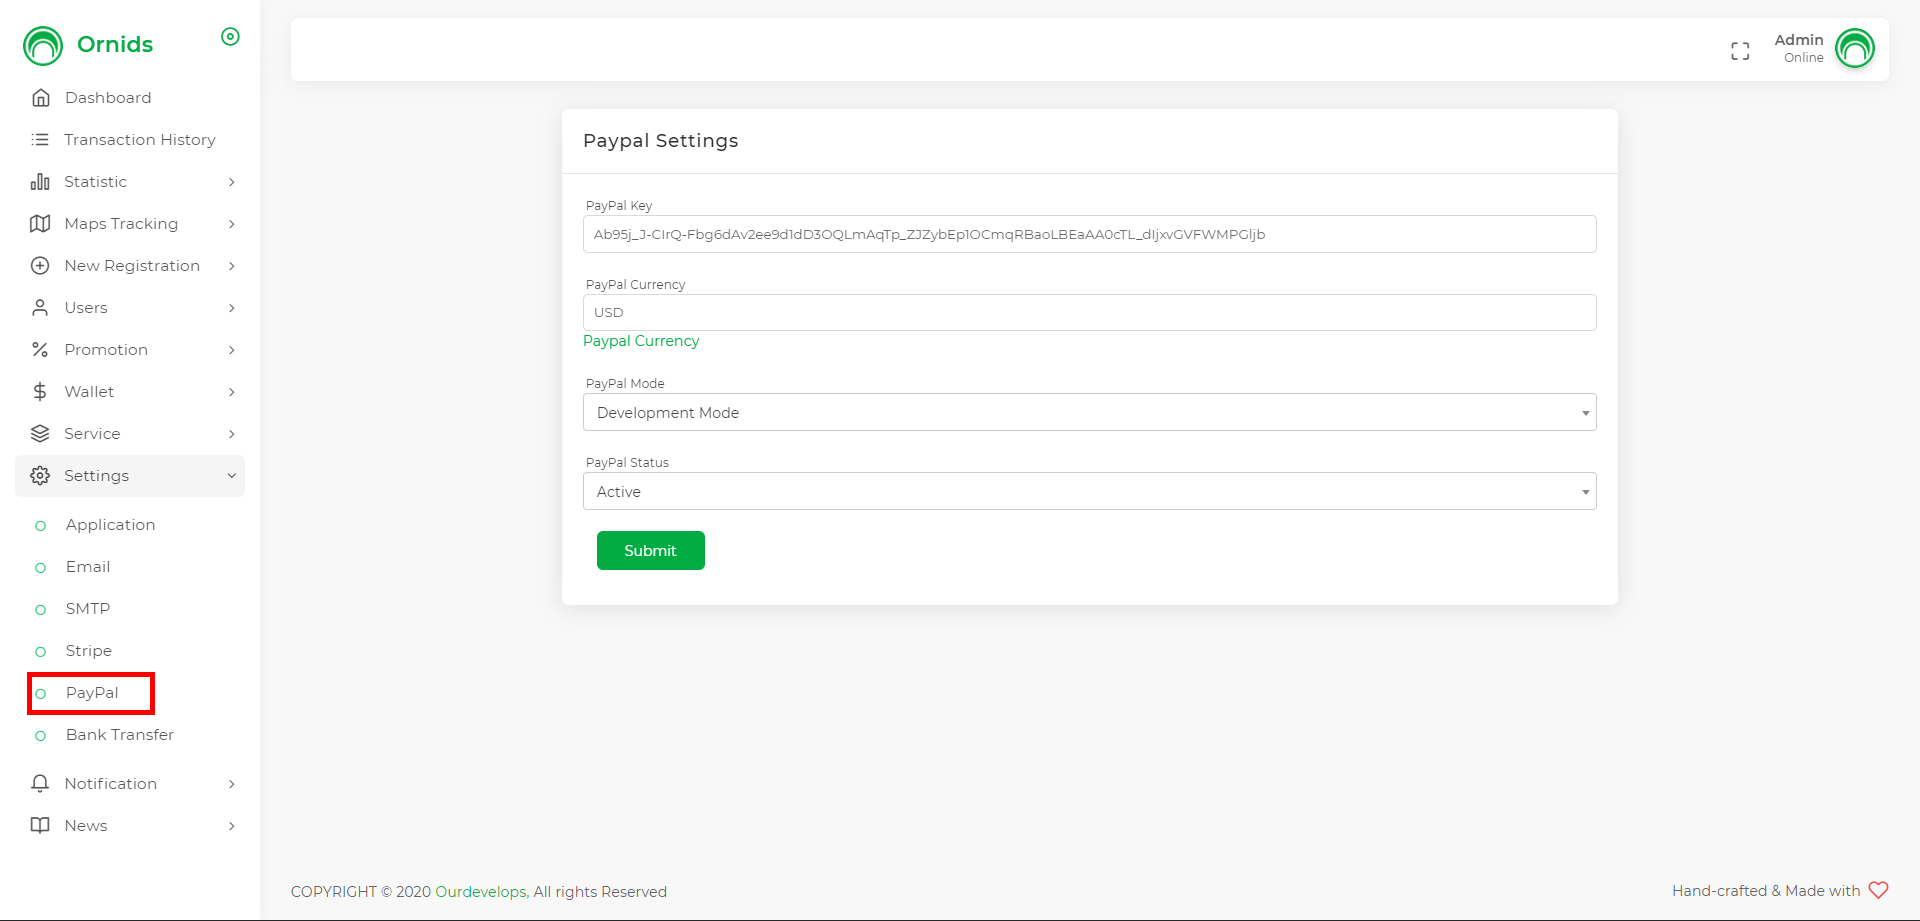 Ornids
Dashboard
Transaction History
Statistic
Maps Tracking
New Registration
Users
Promotion
Wallet
Service
Settings
Application
Email
SMTP
Stripe
PayPal
Bank Transfer
Notification
News
Admin
Online
Paypal Settings
PayPal Key
Ab95j_J-CIrQ-Fbg6dAv2ee9d1dD3OQLmAqTp_ZJZybEp1OCmqRBaoLBEaAA0cTL_dIjxvGVFWMPGljb
PayPal Currency
USD
Paypal Currency
PayPal Mode
Development Mode
PayPal Status
Active
Submit
COPYRIGHT © 2020 Ourdevelops, All rights Reserved
Hand-crafted & Made with